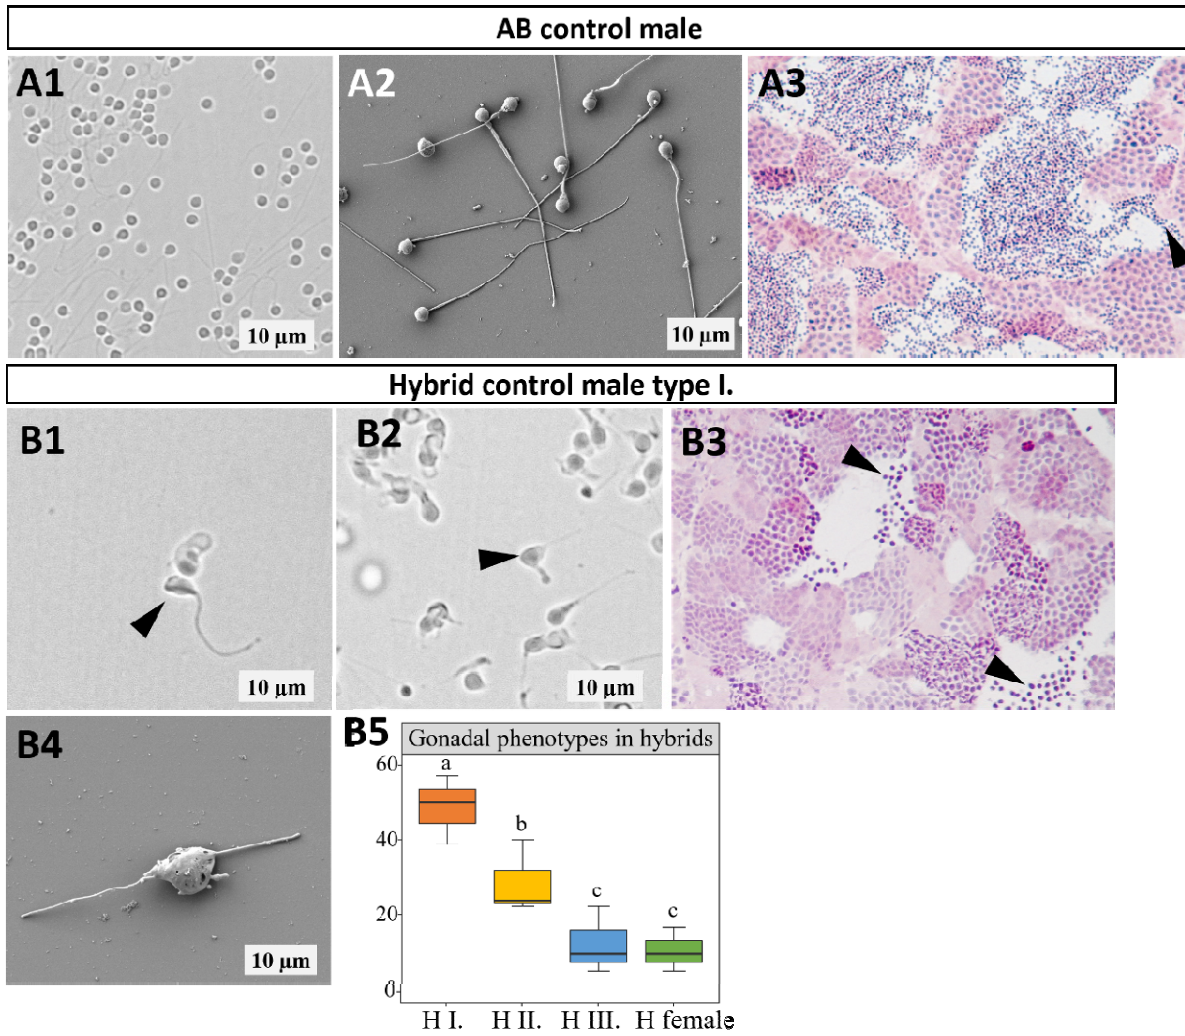 AB control male
A1
A2
A3
10 µm
10 µm
Hybrid control male type I.
B1
B2
B3
10 µm
10 µm
B4
10 µm
B5
Gonadal phenotypes in hybrids
60
40
20
0
a
b
c
c
H I.
H II.
H III.
H female